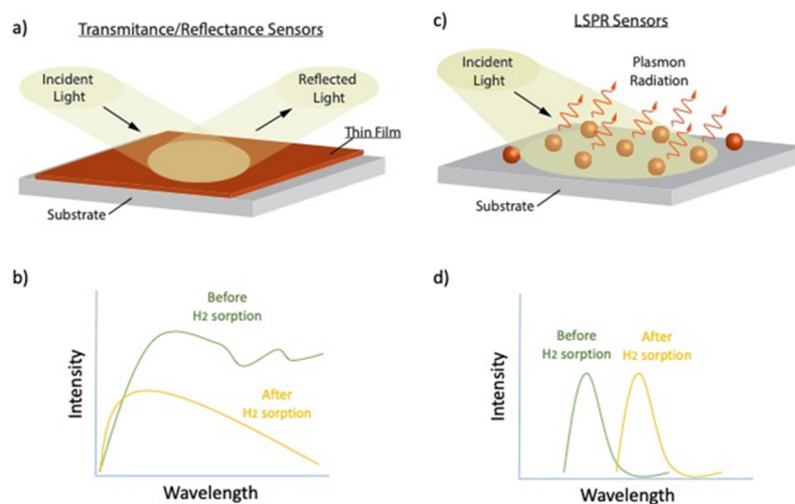 a)
Transmitance/Reflectance Sensors
Incident
Light
Reflected
Light
Thin Film
Substrate
c)
LSPR Sensors
Incident
Light
Plasmon
Radiation
Substrate
b)
Before
H2 sorption
After
H2 sorption
Intensity
Wavelength
d)
Before
H2 sorption
After
H2 sorption
Intensity
Wavelength